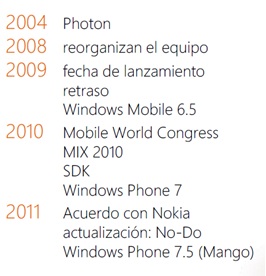 2004 Photon
2008 reorganizan el equipo
2009 fecha de lanzamiento
retraso
Windows Mobile 6.5
2010 Mobile World Congress
MIX 2010
SDK
Windows Phone 7
2011 Acuerdo con Nokia
actualización: No-Do
Windows Phone 7.5 (Mango)